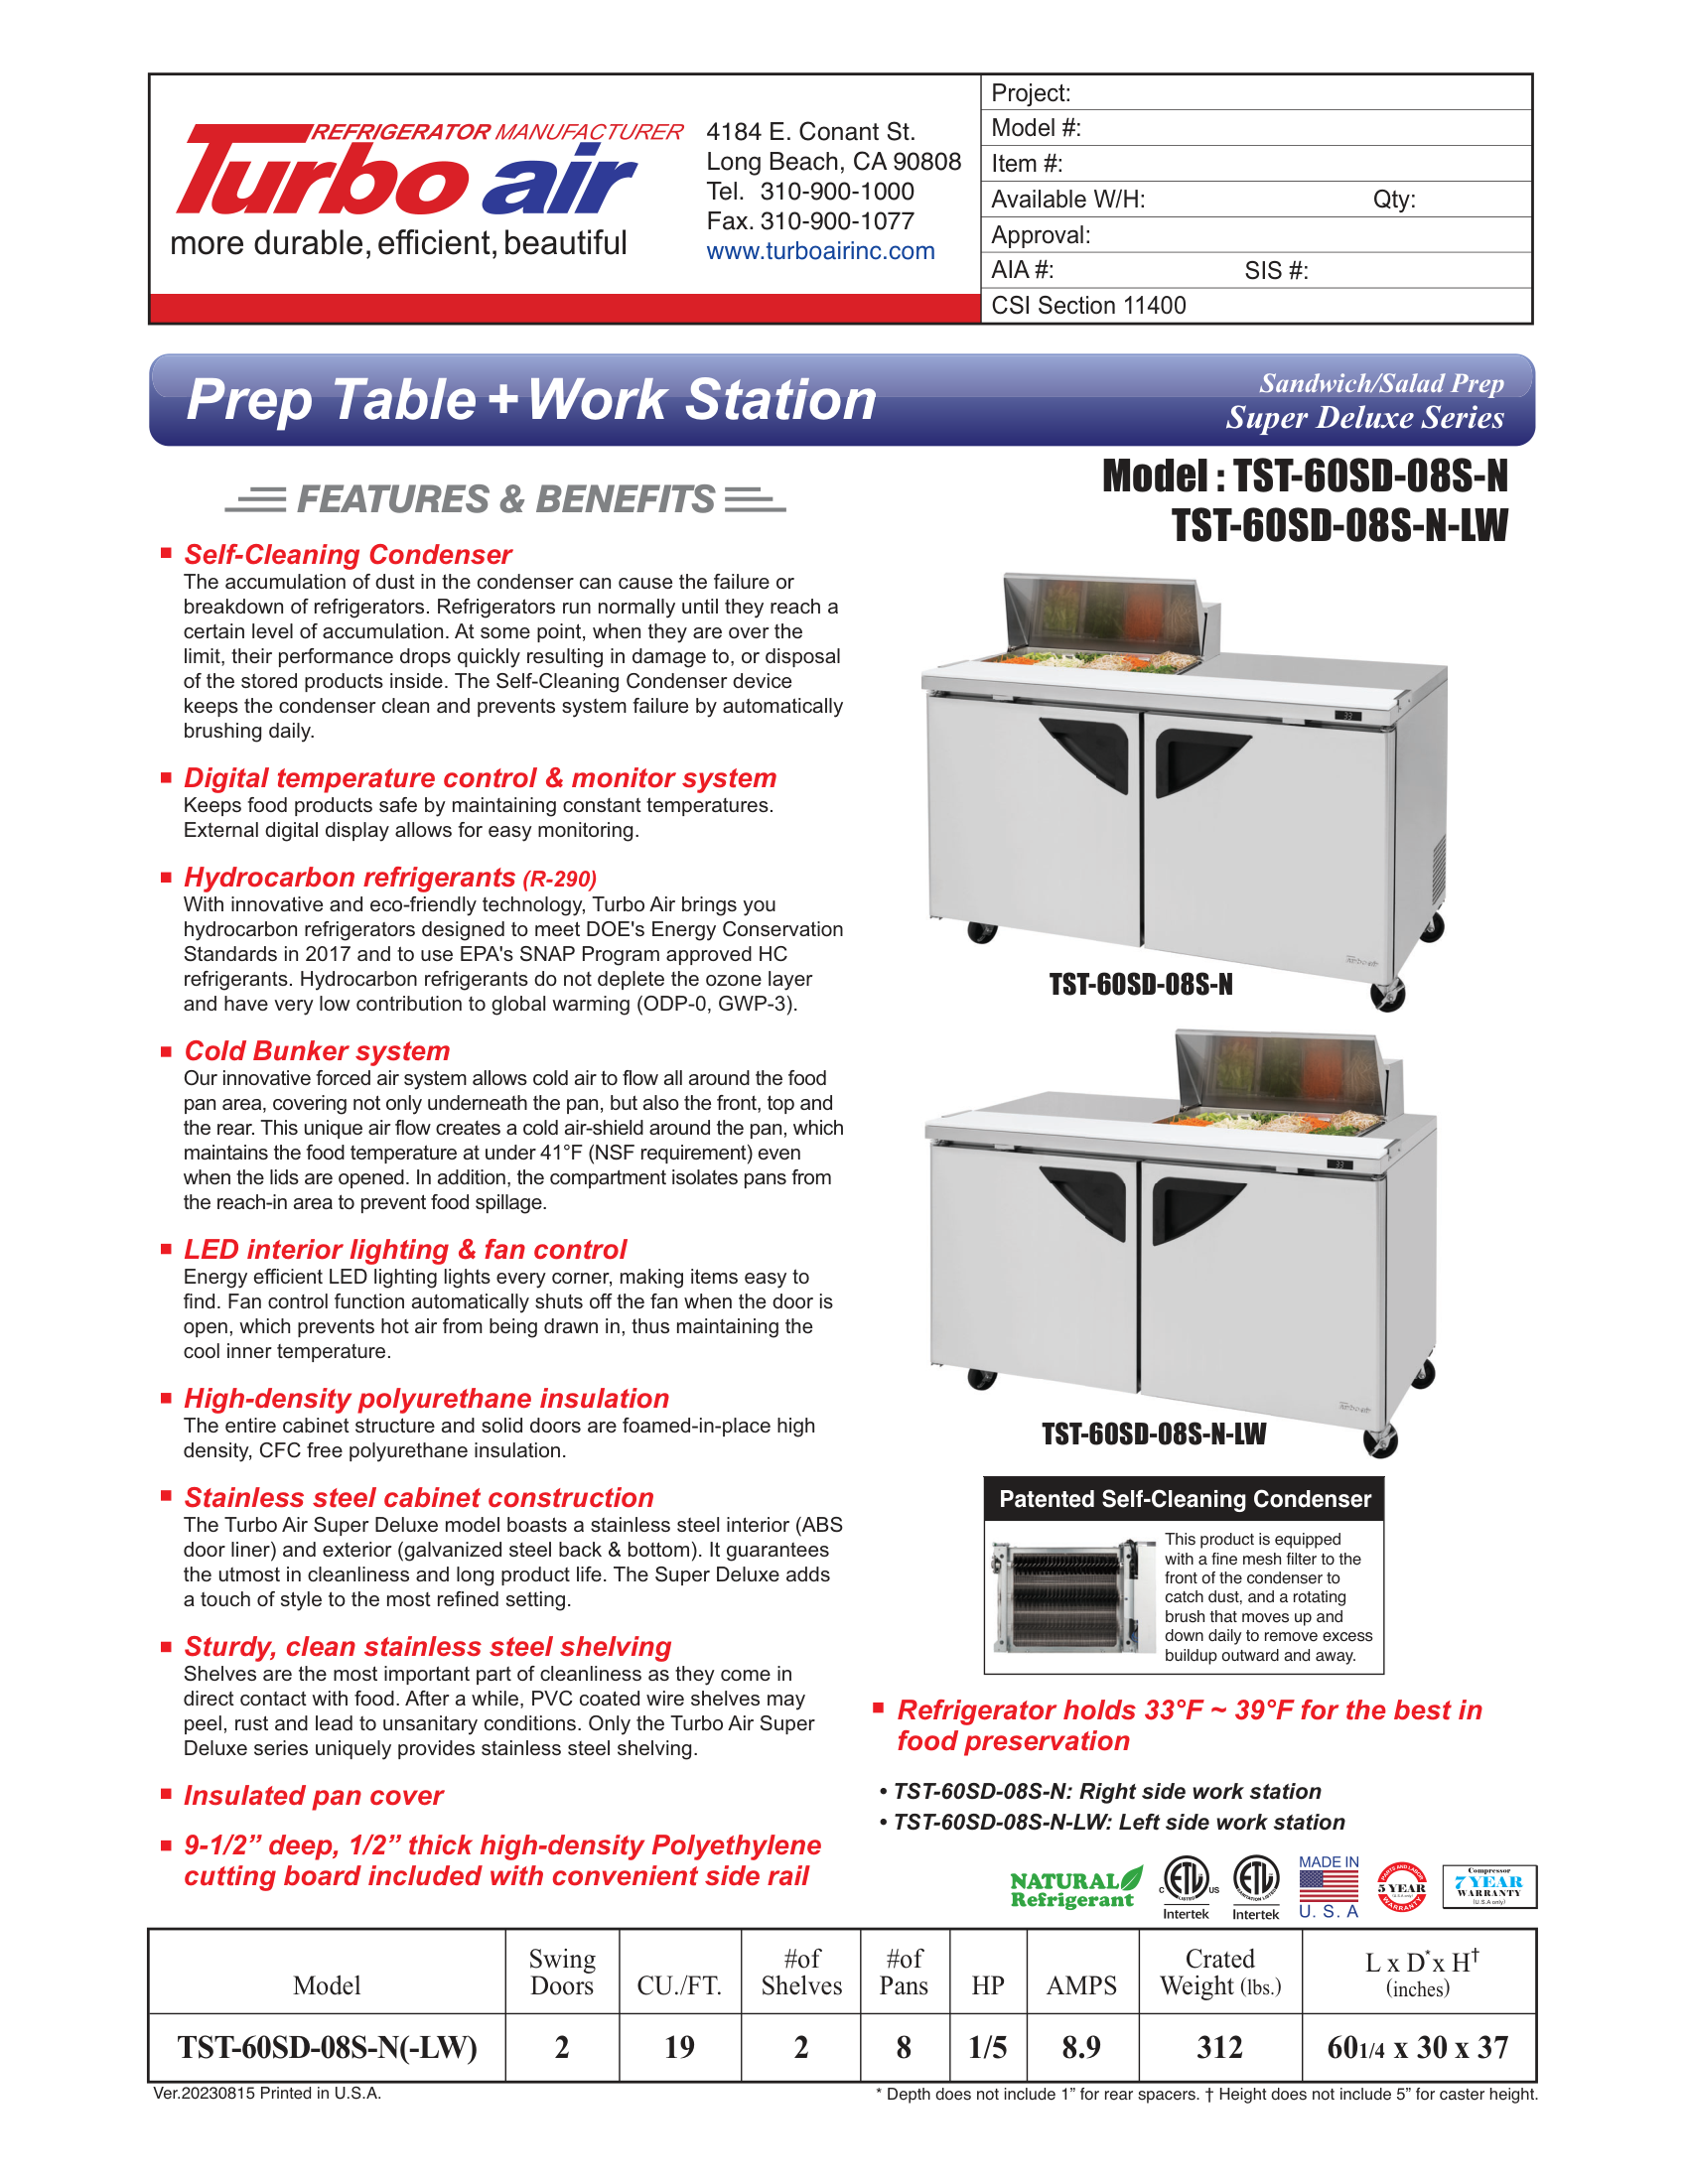 REFRIGERATOR MANUFACTURER
Turbo air
more durable, efficient, beautiful
4184 E. Conant St.
Long Beach, CA 90808
Tel. 310-900-1000
Fax. 310-900-1077
www.turboairinc.com
Project:
Model #:
Item #:
Available W/H: Qty:
Approval:
AIA #: SIS #:
CSI Section 11400
Prep Table + Work Station
Sandwich/Salad Prep
Super Deluxe Series
FEATURES & BENEFITS
Self-Cleaning Condenser
The accumulation of dust in the condenser can cause the failure or
breakdown of refrigerators. Refrigerators run normally until they reach a
certain level of accumulation. At some point, when they are over the
limit, their performance drops quickly resulting in damage to, or disposal
of the stored products inside. The Self-Cleaning Condenser device
keeps the condenser clean and prevents system failure by automatically
brushing daily.
Digital temperature control & monitor system
Keeps food products safe by maintaining constant temperatures.
External digital display allows for easy monitoring.
Hydrocarbon refrigerants (R-290)
With innovative and eco-friendly technology, Turbo Air brings you
hydrocarbon refrigerators designed to meet DOE's Energy Conservation
Standards in 2017 and to use EPA's SNAP Program approved HC
refrigerants. Hydrocarbon refrigerants do not deplete the ozone layer
and have very low contribution to global warming (ODP-0, GWP-3).
Cold Bunker system
Our innovative forced air system allows cold air to flow all around the food
pan area, covering not only underneath the pan, but also the front, top and
the rear. This unique air flow creates a cold air-shield around the pan, which
maintains the food temperature at under 41°F (NSF requirement) even
when the lids are opened. In addition, the compartment isolates pans from
the reach-in area to prevent food spillage.
LED interior lighting & fan control
Energy efficient LED lighting lights every corner, making items easy to
find. Fan control function automatically shuts off the fan when the door is
open, which prevents hot air from being drawn in, thus maintaining the
cool inner temperature.
High-density polyurethane insulation
The entire cabinet structure and solid doors are foamed-in-place high
density, CFC free polyurethane insulation.
Stainless steel cabinet construction
The Turbo Air Super Deluxe model boasts a stainless steel interior (ABS
door liner) and exterior (galvanized steel back & bottom). It guarantees
the utmost in cleanliness and long product life. The Super Deluxe adds
a touch of style to the most refined setting.
Sturdy, clean stainless steel shelving
Shelves are the most important part of cleanliness as they come in
direct contact with food. After a while, PVC coated wire shelves may
peel, rust and lead to unsanitary conditions. Only the Turbo Air Super
Deluxe series uniquely provides stainless steel shelving.
Insulated pan cover
9-1/2” deep, 1/2” thick high-density Polyethylene
cutting board included with convenient side rail
Model : TST-60SD-08S-N
TST-60SD-08S-N-LW
33
Turbo air
TST-60SD-08S-N
33
Turbo air
TST-60SD-08S-N-LW
Patented Self-Cleaning Condenser
This product is equipped
with a fine mesh filter to the
front of the condenser to
catch dust, and a rotating
brush that moves up and
down daily to remove excess
buildup outward and away.
Refrigerator holds 33°F ~ 39°F for the best in
food preservation
• TST-60SD-08S-N: Right side work station
• TST-60SD-08S-N-LW: Left side work station
NATURAL
Refrigerant
C ETL US
LISTED
Intertek
ETL
SANITATION LISTED
Intertek
MADE IN
U. S. A
PARTS AND LABOR
5 YEAR
(U.S.A only)
WARRANTY
Compressor
7 YEAR
WARRANTY
(U.S.A only)
Model Swing Doors CU./FT. #of Shelves #of Pans HP AMPS Crated Weight (lbs.) L x D* x H† (inches)
TST-60SD-08S-N(-LW) 2 19 2 8 1/5 8.9 312 601/4 x 30 x 37
Ver.20230815 Printed in U.S.A.
* Depth does not include 1” for rear spacers. † Height does not include 5” for caster height.